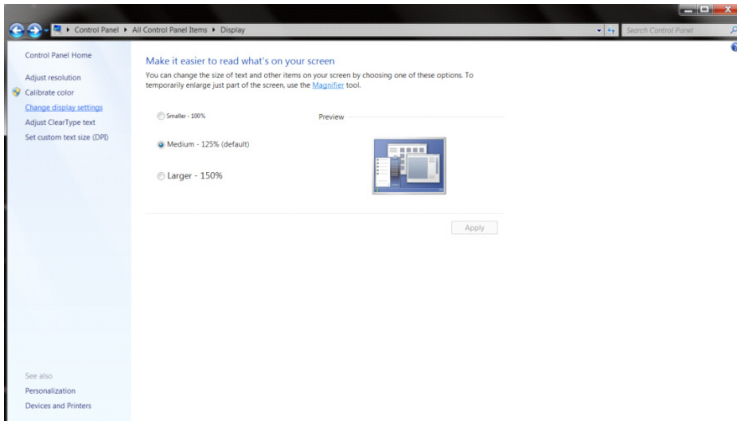 Control Panel ▸ All Control Panel Items ▸ Display
Search Control Panel
Control Panel Home
Adjust resolution
Calibrate color
Change display settings
Adjust ClearType text
Set custom text size (DPI)
See also
Personalization
Devices and Printers
Make it easier to read what's on your screen
You can change the size of text and other items on your screen by choosing one of these options. To
temporarily enlarge just part of the screen, use the Magnifier tool.
Smaller - 100%
Preview
Medium - 125% (default)
Larger - 150%
Apply